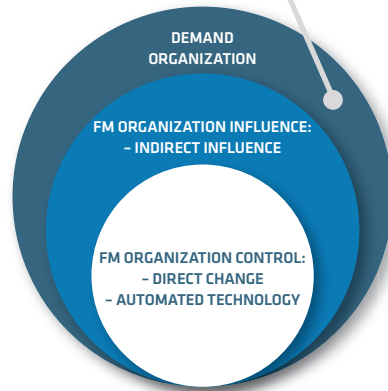 DEMAND
ORGANIZATION
FM ORGANIZATION INFLUENCE:
– INDIRECT INFLUENCE
FM ORGANIZATION CONTROL:
– DIRECT CHANGE
– AUTOMATED TECHNOLOGY